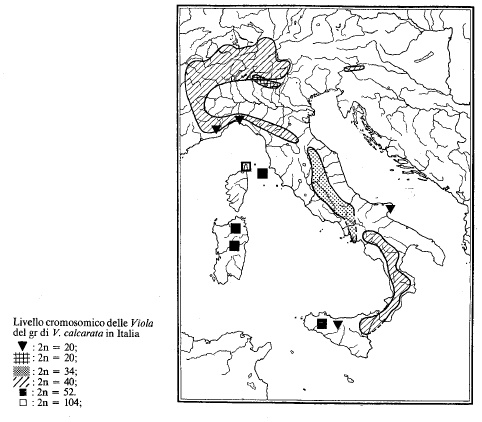 Livello cromosomico delle Viola
del gr di V. calcarata in Italia
: 2n = 20;
: 2n = 20;
: 2n = 34;
: 2n = 40;
: 2n = 52.
: 2n = 104;